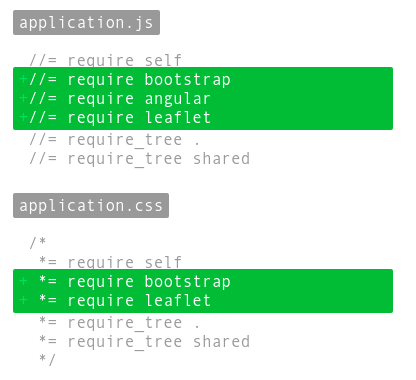 application.js
//= require self
+//= require bootstrap
+//= require angular
+//= require leaflet
//= require_tree .
//= require_tree shared
application.css
/*
*= require self
+ *= require bootstrap
+ *= require leaflet
*= require_tree .
*= require_tree shared
*/